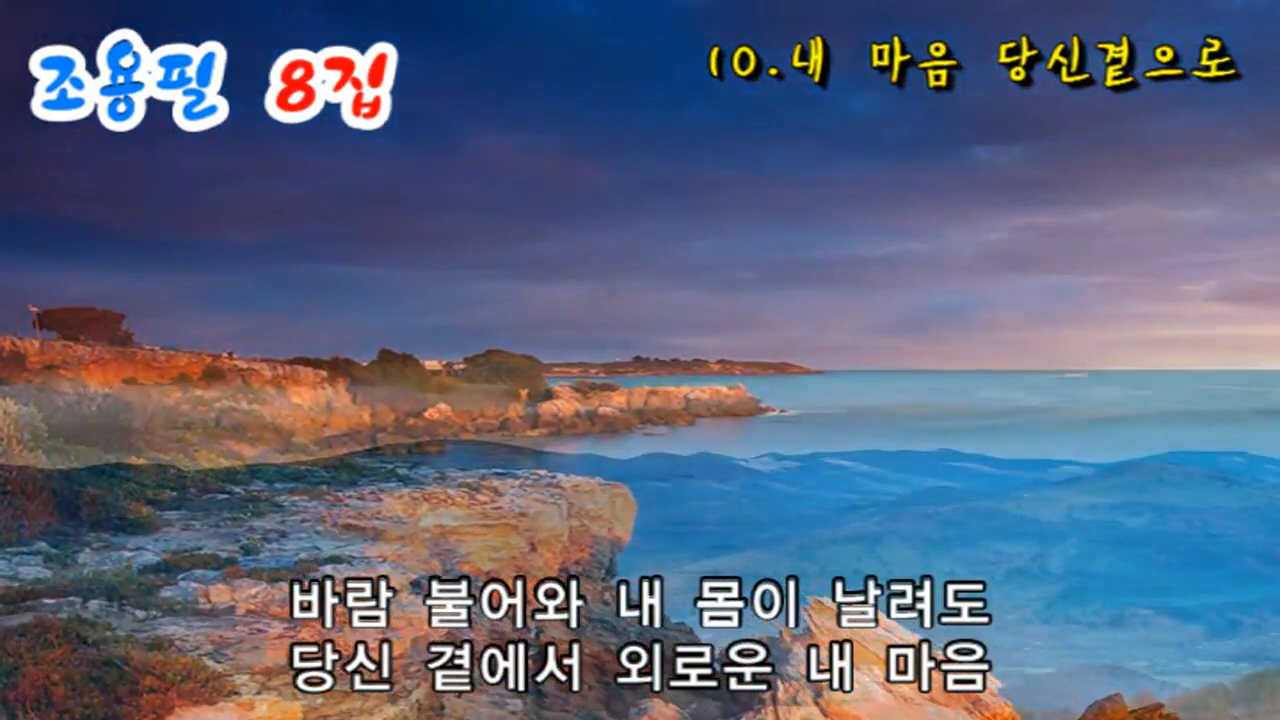 조용필 8집
10.내 마음 당신곁으로
바람 불어와 내 몸이 날려도
당신 곁에서 외로운 내 마음